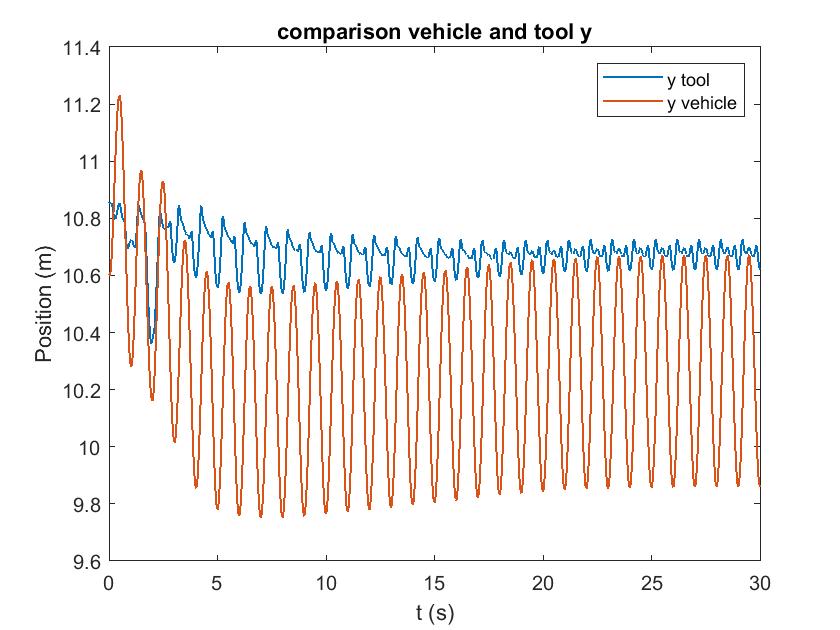 comparison vehicle and tool y
11.4
11.2
11
10.8
10.6
10.4
10.2
10
9.8
9.6
Position (m)
y tool
y vehicle
0 5 10 15 20 25 30
t (s)